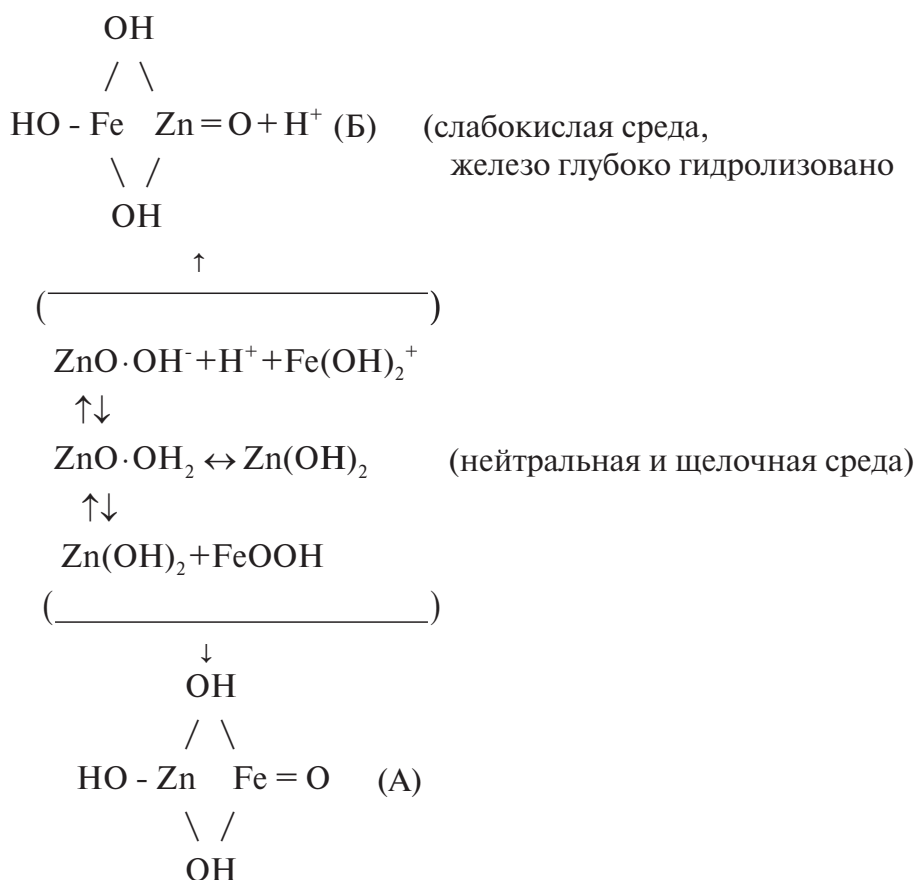 OH
/ \
HO - Fe Zn = O + H⁺ (Б) (слабокислая среда,
\ / железо глубоко гидролизовано
OH
↑
(‾‾‾‾‾‾‾‾‾‾‾‾‾‾‾‾)
ZnO·OH⁻+H⁺+Fe(OH)₂⁺
↑↓
ZnO·OH₂ ↔ Zn(OH)₂ (нейтральная и щелочная среда)
↑↓
Zn(OH)₂+FeOOH
(________________)
↓
OH
/ \
HO - Zn Fe = O (А)
\ /
OH